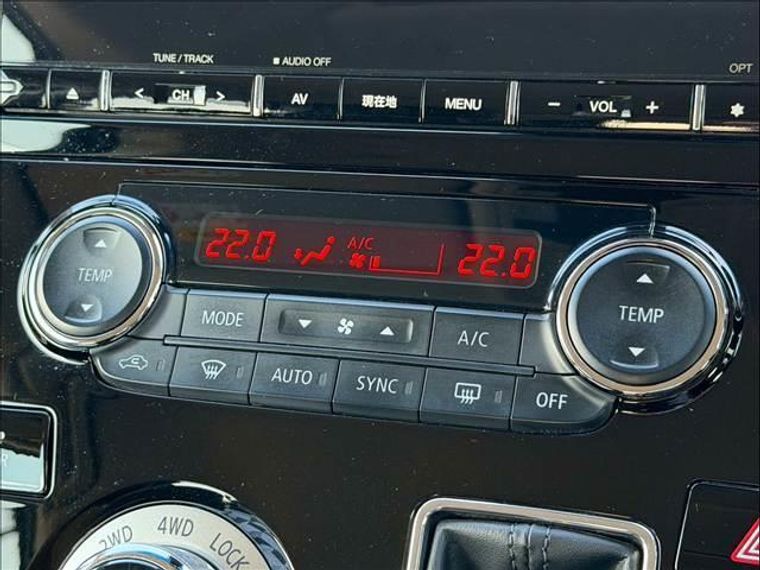 TUNE / TRACK
AUDIO OFF
OPT
< CH >
AV
現在地
MENU
− VOL +
22.0
A/C
22.0
TEMP
TEMP
MODE
A/C
AUTO
SYNC
OFF
R
2WD
4WD
LOCK